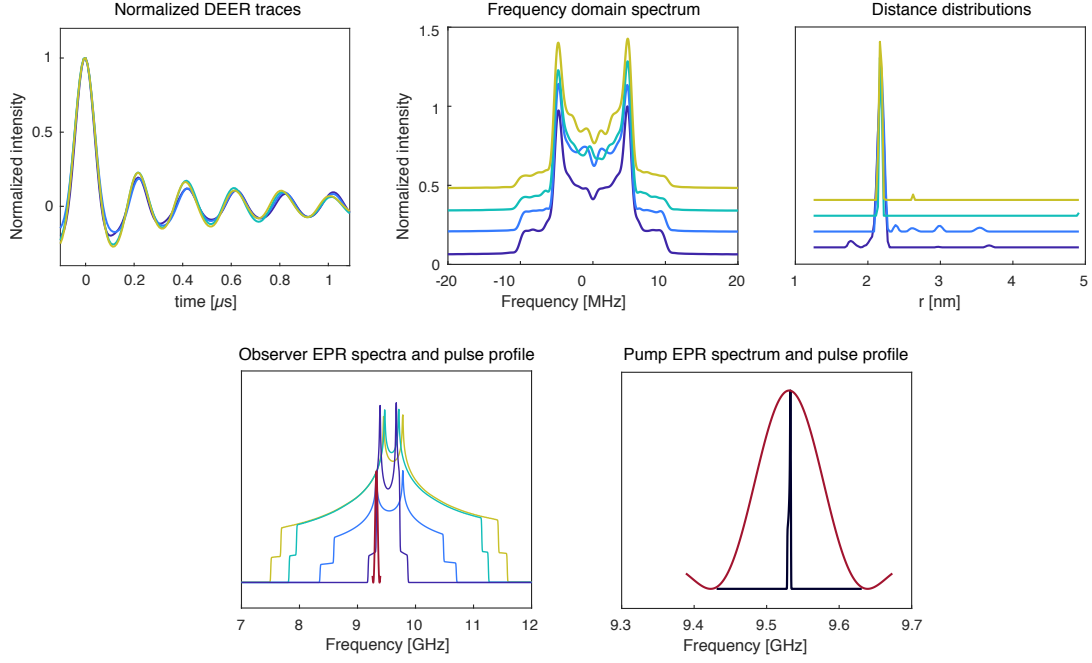 Normalized DEER traces
Normalized intensity
1
0.5
0
0
0.2
0.4
0.6
0.8
1
time [µs]
Frequency domain spectrum
Normalized intensity
1.5
1
0.5
0
-20
-10
0
10
20
Frequency [MHz]
Distance distributions
1
2
3
4
5
r [nm]
Observer EPR spectra and pulse profile
7
8
9
10
11
12
Frequency [GHz]
Pump EPR spectrum and pulse profile
9.3
9.4
9.5
9.6
9.7
Frequency [GHz]